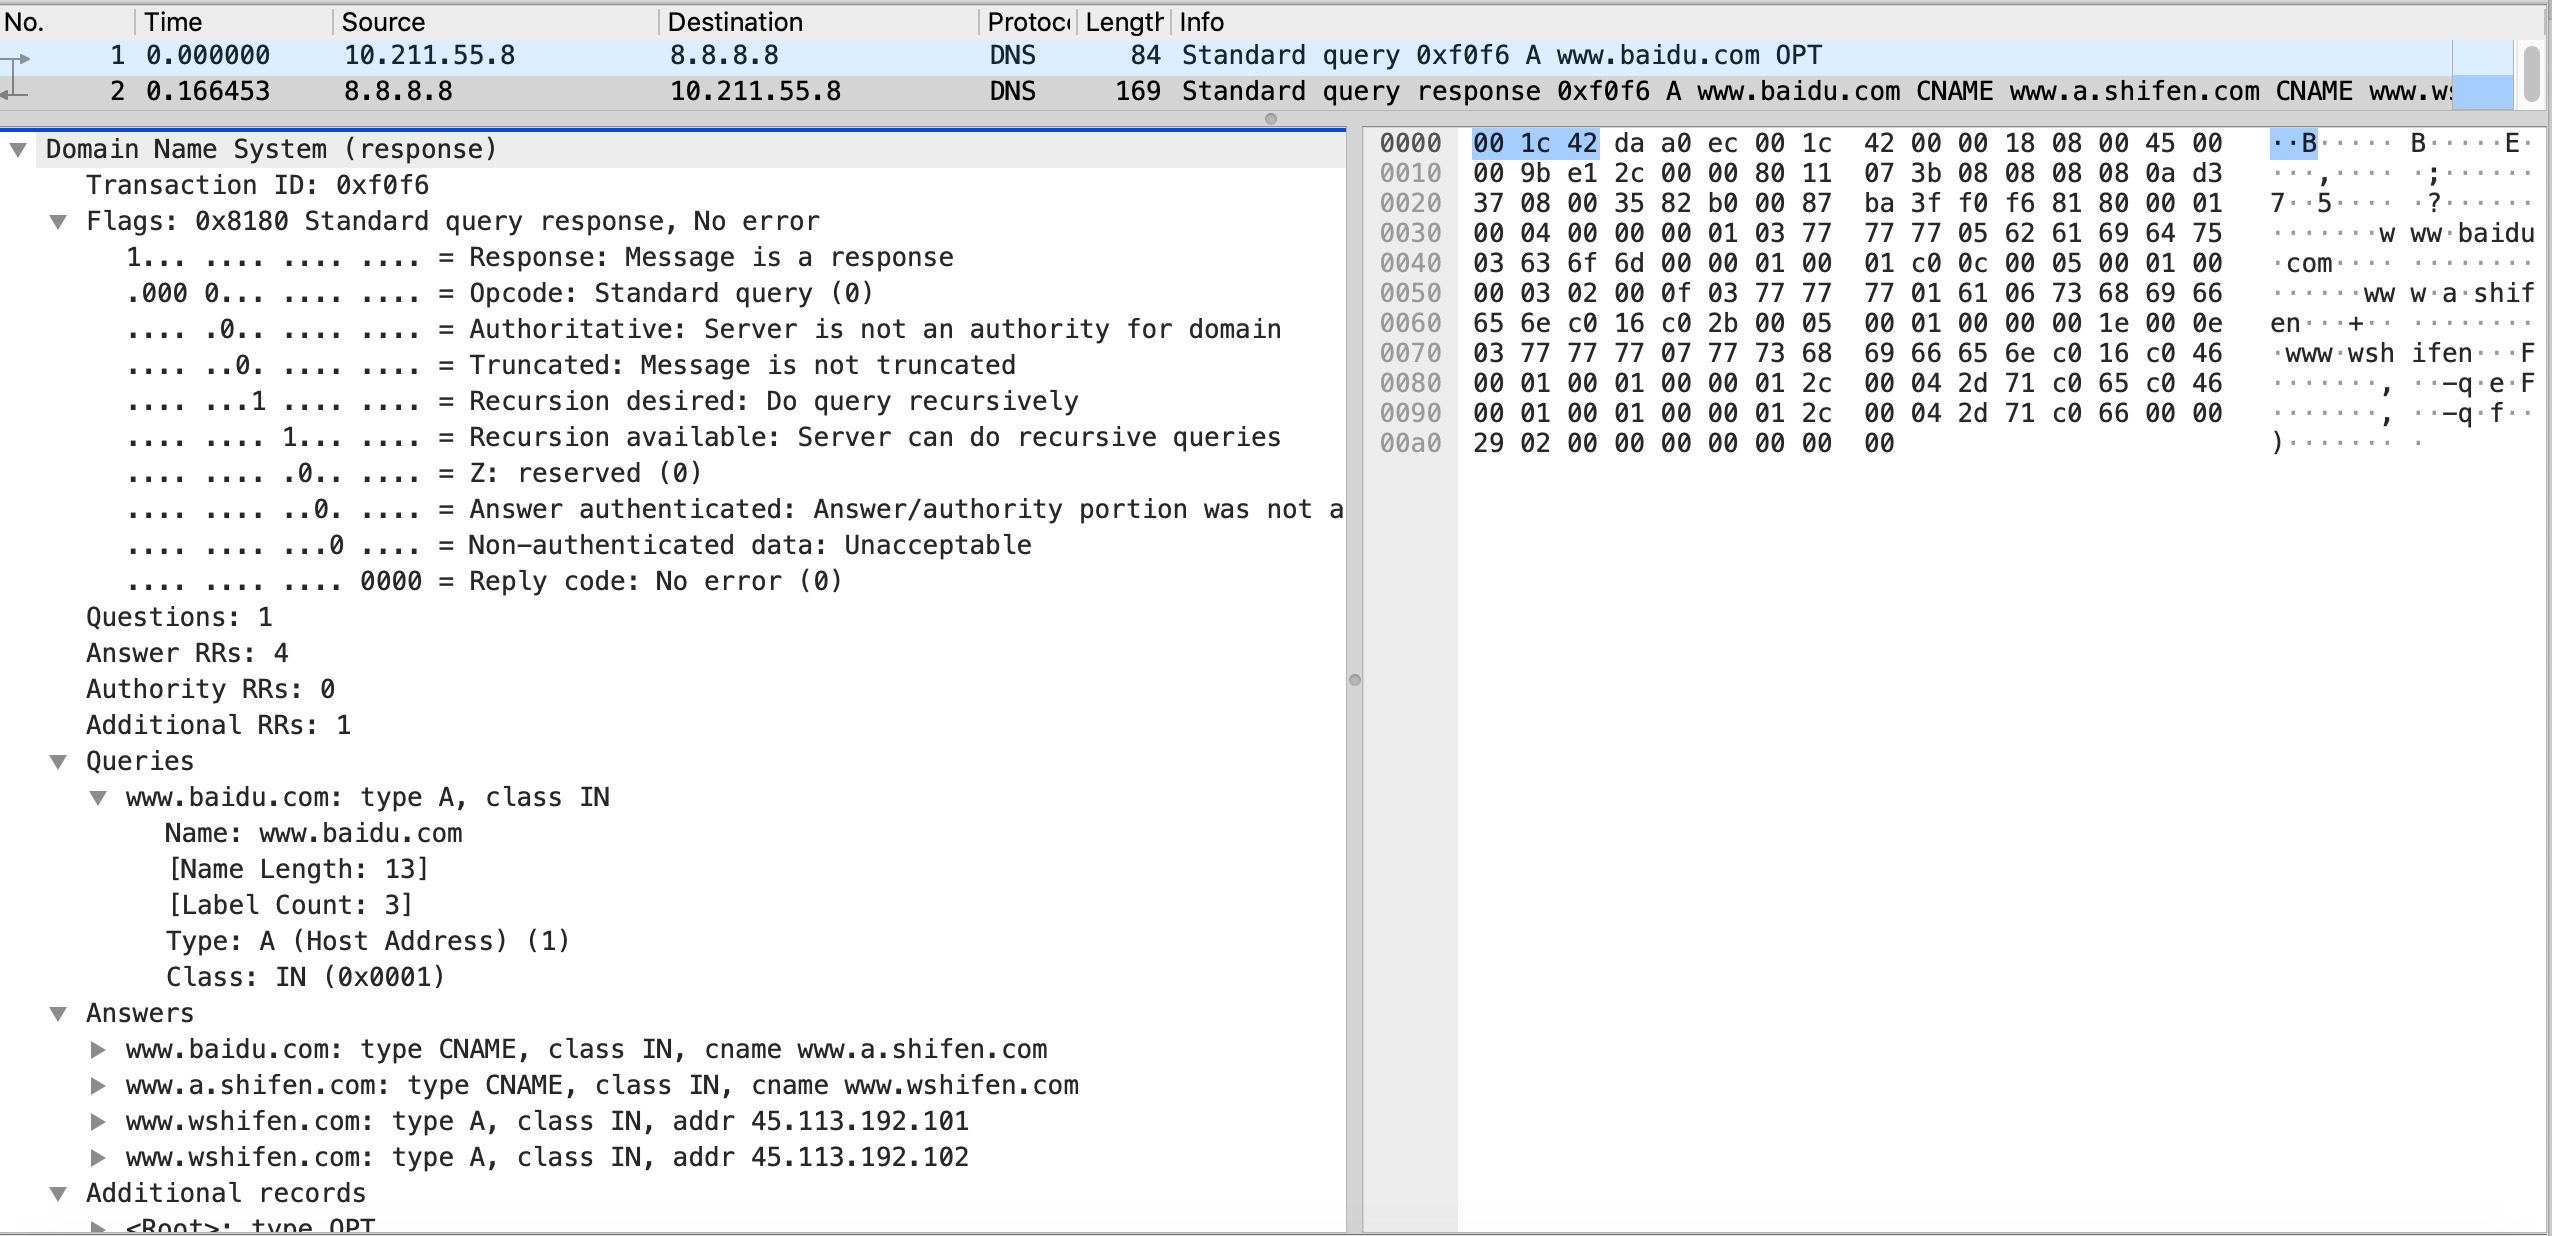 No. Time Source Destination Protoc Length Info
1 0.000000 10.211.55.8 8.8.8.8 DNS 84 Standard query 0xf0f6 A www.baidu.com OPT
2 0.166453 8.8.8.8 10.211.55.8 DNS 169 Standard query response 0xf0f6 A www.baidu.com CNAME www.a.shifen.com CNAME www.ws
Domain Name System (response)
Transaction ID: 0xf0f6
Flags: 0x8180 Standard query response, No error
1... .... .... .... = Response: Message is a response
.000 0... .... .... = Opcode: Standard query (0)
.... .0.. .... .... = Authoritative: Server is not an authority for domain
.... ..0. .... .... = Truncated: Message is not truncated
.... ...1 .... .... = Recursion desired: Do query recursively
.... .... 1... .... = Recursion available: Server can do recursive queries
.... .... .0.. .... = Z: reserved (0)
.... .... ..0. .... = Answer authenticated: Answer/authority portion was not a
.... .... ...0 .... = Non-authenticated data: Unacceptable
.... .... .... 0000 = Reply code: No error (0)
Questions: 1
Answer RRs: 4
Authority RRs: 0
Additional RRs: 1
Queries
www.baidu.com: type A, class IN
Name: www.baidu.com
[Name Length: 13]
[Label Count: 3]
Type: A (Host Address) (1)
Class: IN (0x0001)
Answers
www.baidu.com: type CNAME, class IN, cname www.a.shifen.com
www.a.shifen.com: type CNAME, class IN, cname www.wshifen.com
www.wshifen.com: type A, class IN, addr 45.113.192.101
www.wshifen.com: type A, class IN, addr 45.113.192.102
Additional records
<Root>: type OPT
0000 00 1c 42 da a0 ec 00 1c 42 00 00 18 08 00 45 00 ··B····· B·····E·
0010 00 9b e1 2c 00 00 80 11 07 3b 08 08 08 08 0a d3 ···,···· ·;······
0020 37 08 00 35 82 b0 00 87 ba 3f f0 f6 81 80 00 01 7··5···· ·?······
0030 00 04 00 00 00 01 03 77 77 77 05 62 61 69 64 75 ·······w ww·baidu
0040 03 63 6f 6d 00 00 01 00 01 c0 0c 00 05 00 01 00 ·com···· ········
0050 00 03 02 00 0f 03 77 77 77 01 61 06 73 68 69 66 ······ww w·a·shif
0060 65 6e c0 16 c0 2b 00 05 00 01 00 00 00 1e 00 0e en···+·· ········
0070 03 77 77 77 07 77 73 68 69 66 65 6e c0 16 c0 46 ·www·wsh ifen···F
0080 00 01 00 01 00 00 01 2c 00 04 2d 71 c0 65 c0 46 ·······, ··-q·e·F
0090 00 01 00 01 00 00 01 2c 00 04 2d 71 c0 66 00 00 ·······, ··-q·f··
00a0 29 02 00 00 00 00 00 00 00 )······· ·